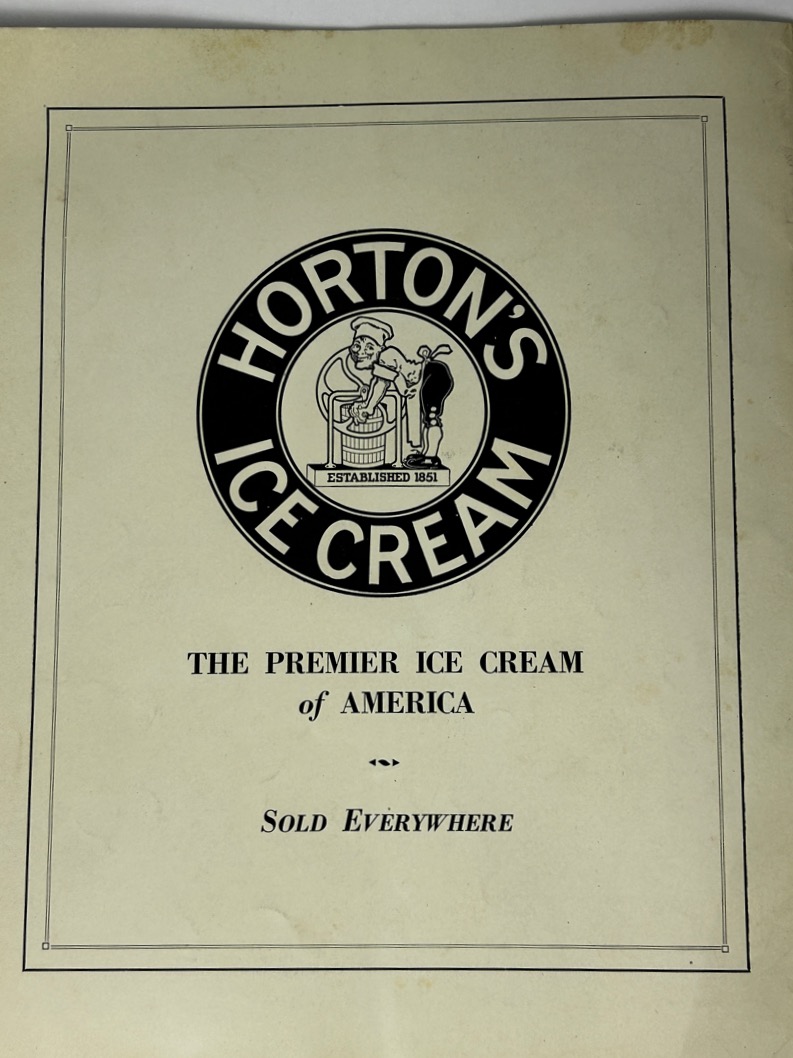 HORTON'S
ICE CREAM
ESTABLISHED 1851
THE PREMIER ICE CREAM
of AMERICA
SOLD EVERYWHERE